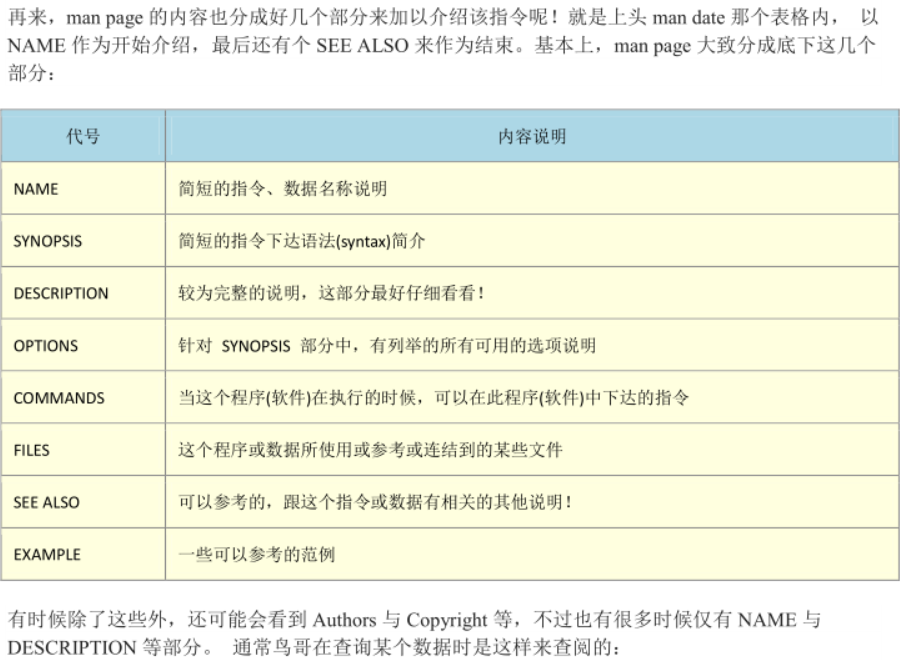 再来，man page 的内容也分成好几个部分来加以介绍该指令呢！就是上头 man date 那个表格内， 以
NAME 作为开始介绍，最后还有个 SEE ALSO 来作为结束。基本上，man page 大致分成底下这几个
部分：
代号 内容说明
NAME 简短的指令、数据名称说明
SYNOPSIS 简短的指令下达语法(syntax)简介
DESCRIPTION 较为完整的说明，这部分最好仔细看看！
OPTIONS 针对 SYNOPSIS 部分中，有列举的所有可用的选项说明
COMMANDS 当这个程序(软件)在执行的时候，可以在此程序(软件)中下达的指令
FILES 这个程序或数据所使用或参考或连结到的某些文件
SEE ALSO 可以参考的，跟这个指令或数据有相关的其他说明！
EXAMPLE 一些可以参考的范例
有时候除了这些外，还可能会看到 Authors 与 Copyright 等，不过也有很多时候仅有 NAME 与
DESCRIPTION 等部分。 通常鸟哥在查询某个数据时是这样来查阅的：